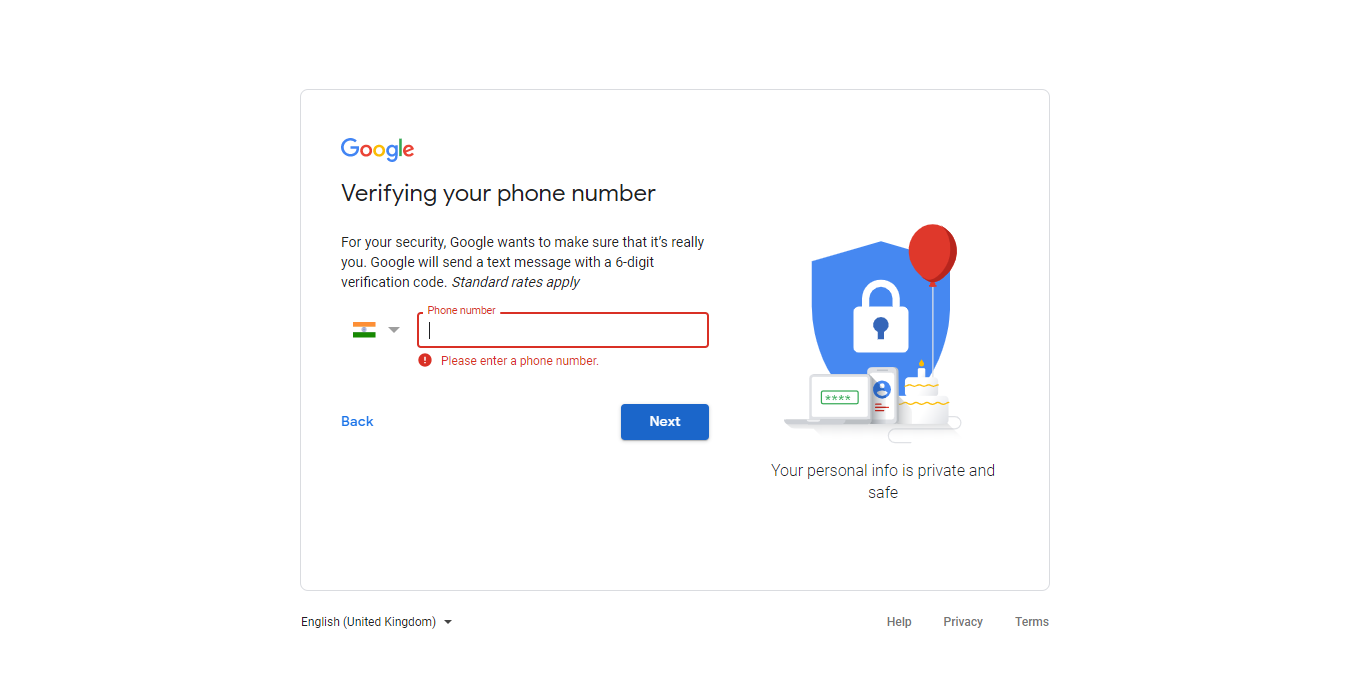 Google
Verifying your phone number
For your security, Google wants to make sure that it’s really
you. Google will send a text message with a 6-digit
verification code. Standard rates apply
Phone number
Please enter a phone number.
Back
Next
****
Your personal info is private and
safe
English (United Kingdom)
Help
Privacy
Terms